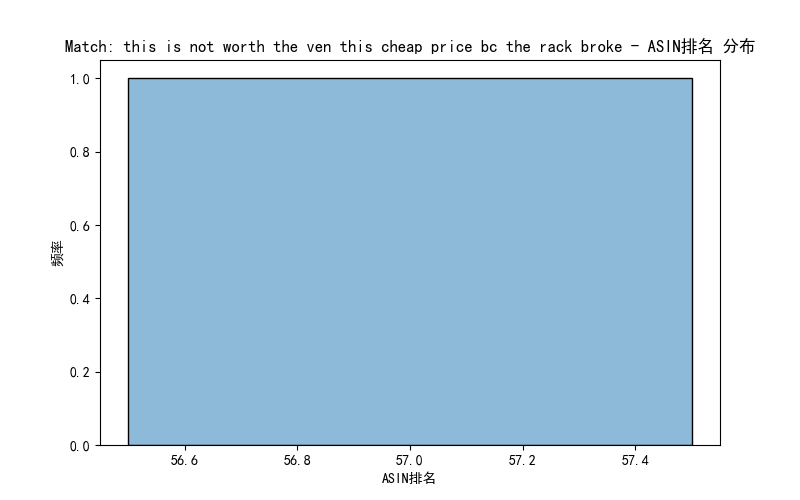 Match: this is not worth the ven this cheap price bc the rack broke - ASIN排名 分布
1.0
0.8
0.6
0.4
0.2
0.0
频率
56.6 56.8 57.0 57.2 57.4
ASIN排名